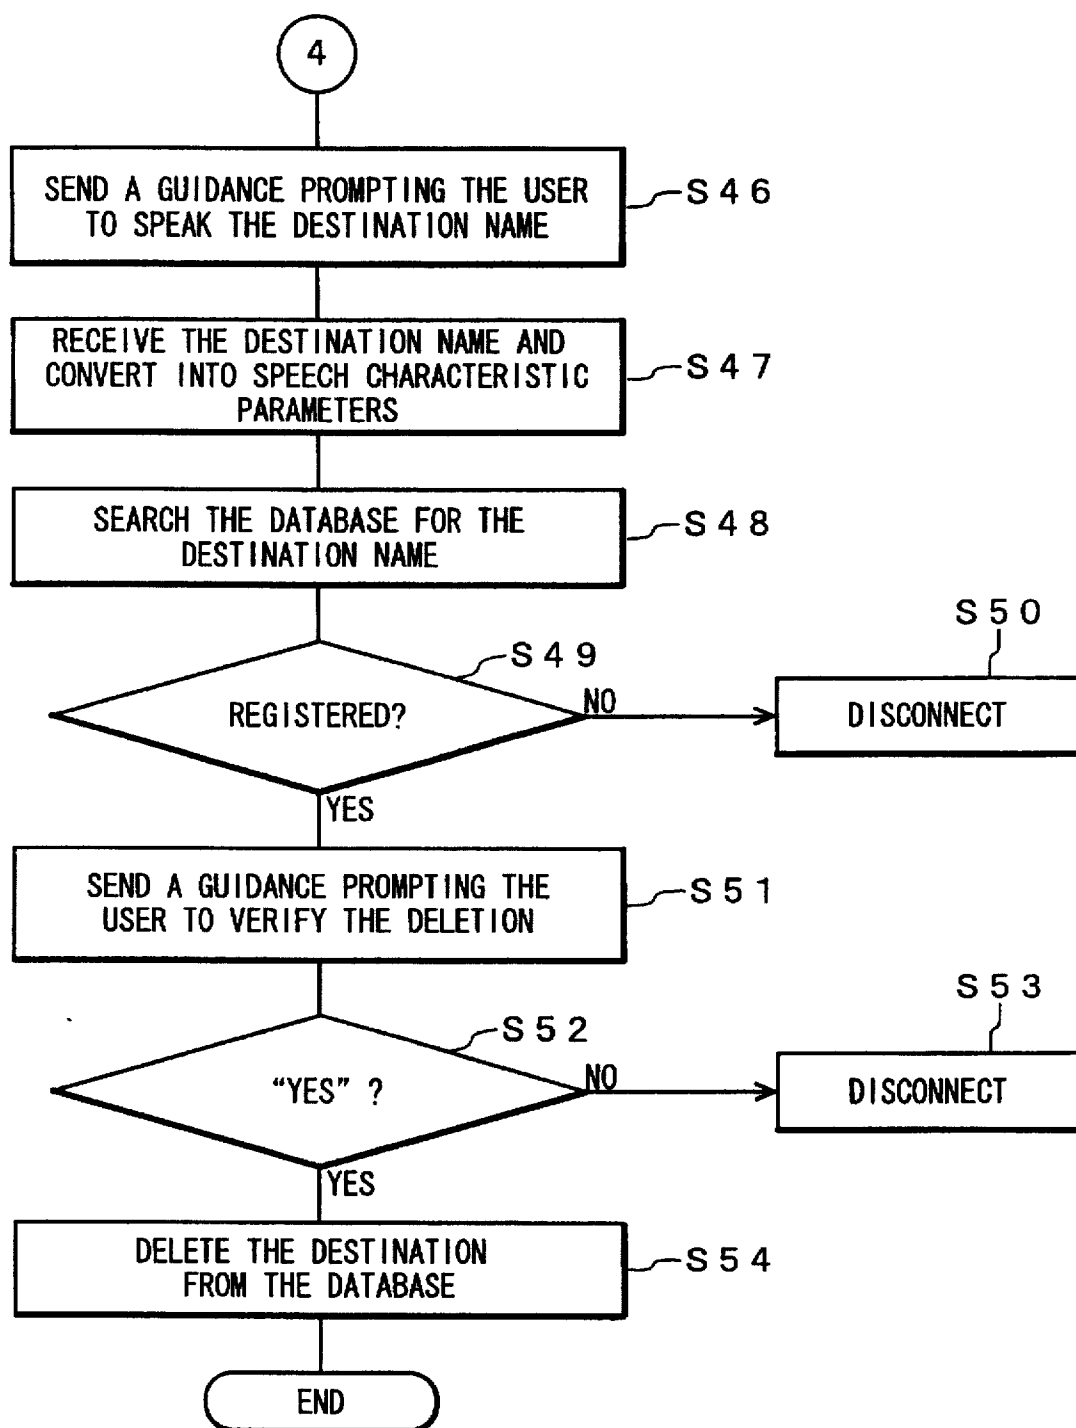 4
SEND A GUIDANCE PROMPTING THE USER
TO SPEAK THE DESTINATION NAME
S46
RECEIVE THE DESTINATION NAME AND
CONVERT INTO SPEECH CHARACTERISTIC
PARAMETERS
S47
SEARCH THE DATABASE FOR THE
DESTINATION NAME
S48
REGISTERED?
S49
NO
S50
DISCONNECT
YES
SEND A GUIDANCE PROMPTING THE
USER TO VERIFY THE DELETION
S51
“YES” ?
S52
NO
S53
DISCONNECT
YES
DELETE THE DESTINATION
FROM THE DATABASE
S54
END